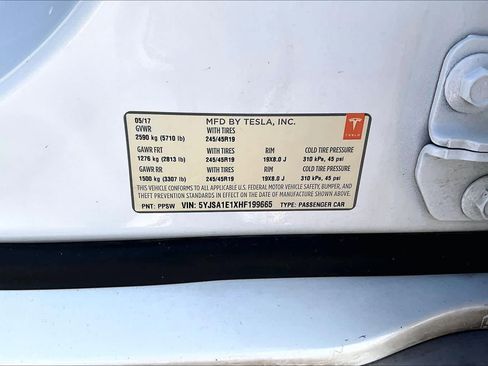 05/17 MFD BY TESLA, INC.
GVWR WITH TIRES
2590 kg (5710 lb) 245/45R19
TESLA
GAWR FRT WITH TIRES RIM COLD TIRE PRESSURE
1276 kg (2813 lb) 245/45R19 19X8.0 J 310 kPa, 45 psi
GAWR RR WITH TIRES RIM COLD TIRE PRESSURE
1500 kg (3307 lb) 245/45R19 19X8.0 J 310 kPa, 45 psi
THIS VEHICLE CONFORMS TO ALL APPLICABLE U.S. FEDERAL MOTOR VEHICLE SAFETY, BUMPER, AND
THEFT PREVENTION STANDARDS IN EFFECT ON THE DATE OF MANUFACTURE SHOWN ABOVE.
PNT: PPSW VIN: 5YJSA1E1XHF199665 TYPE: PASSENGER CAR